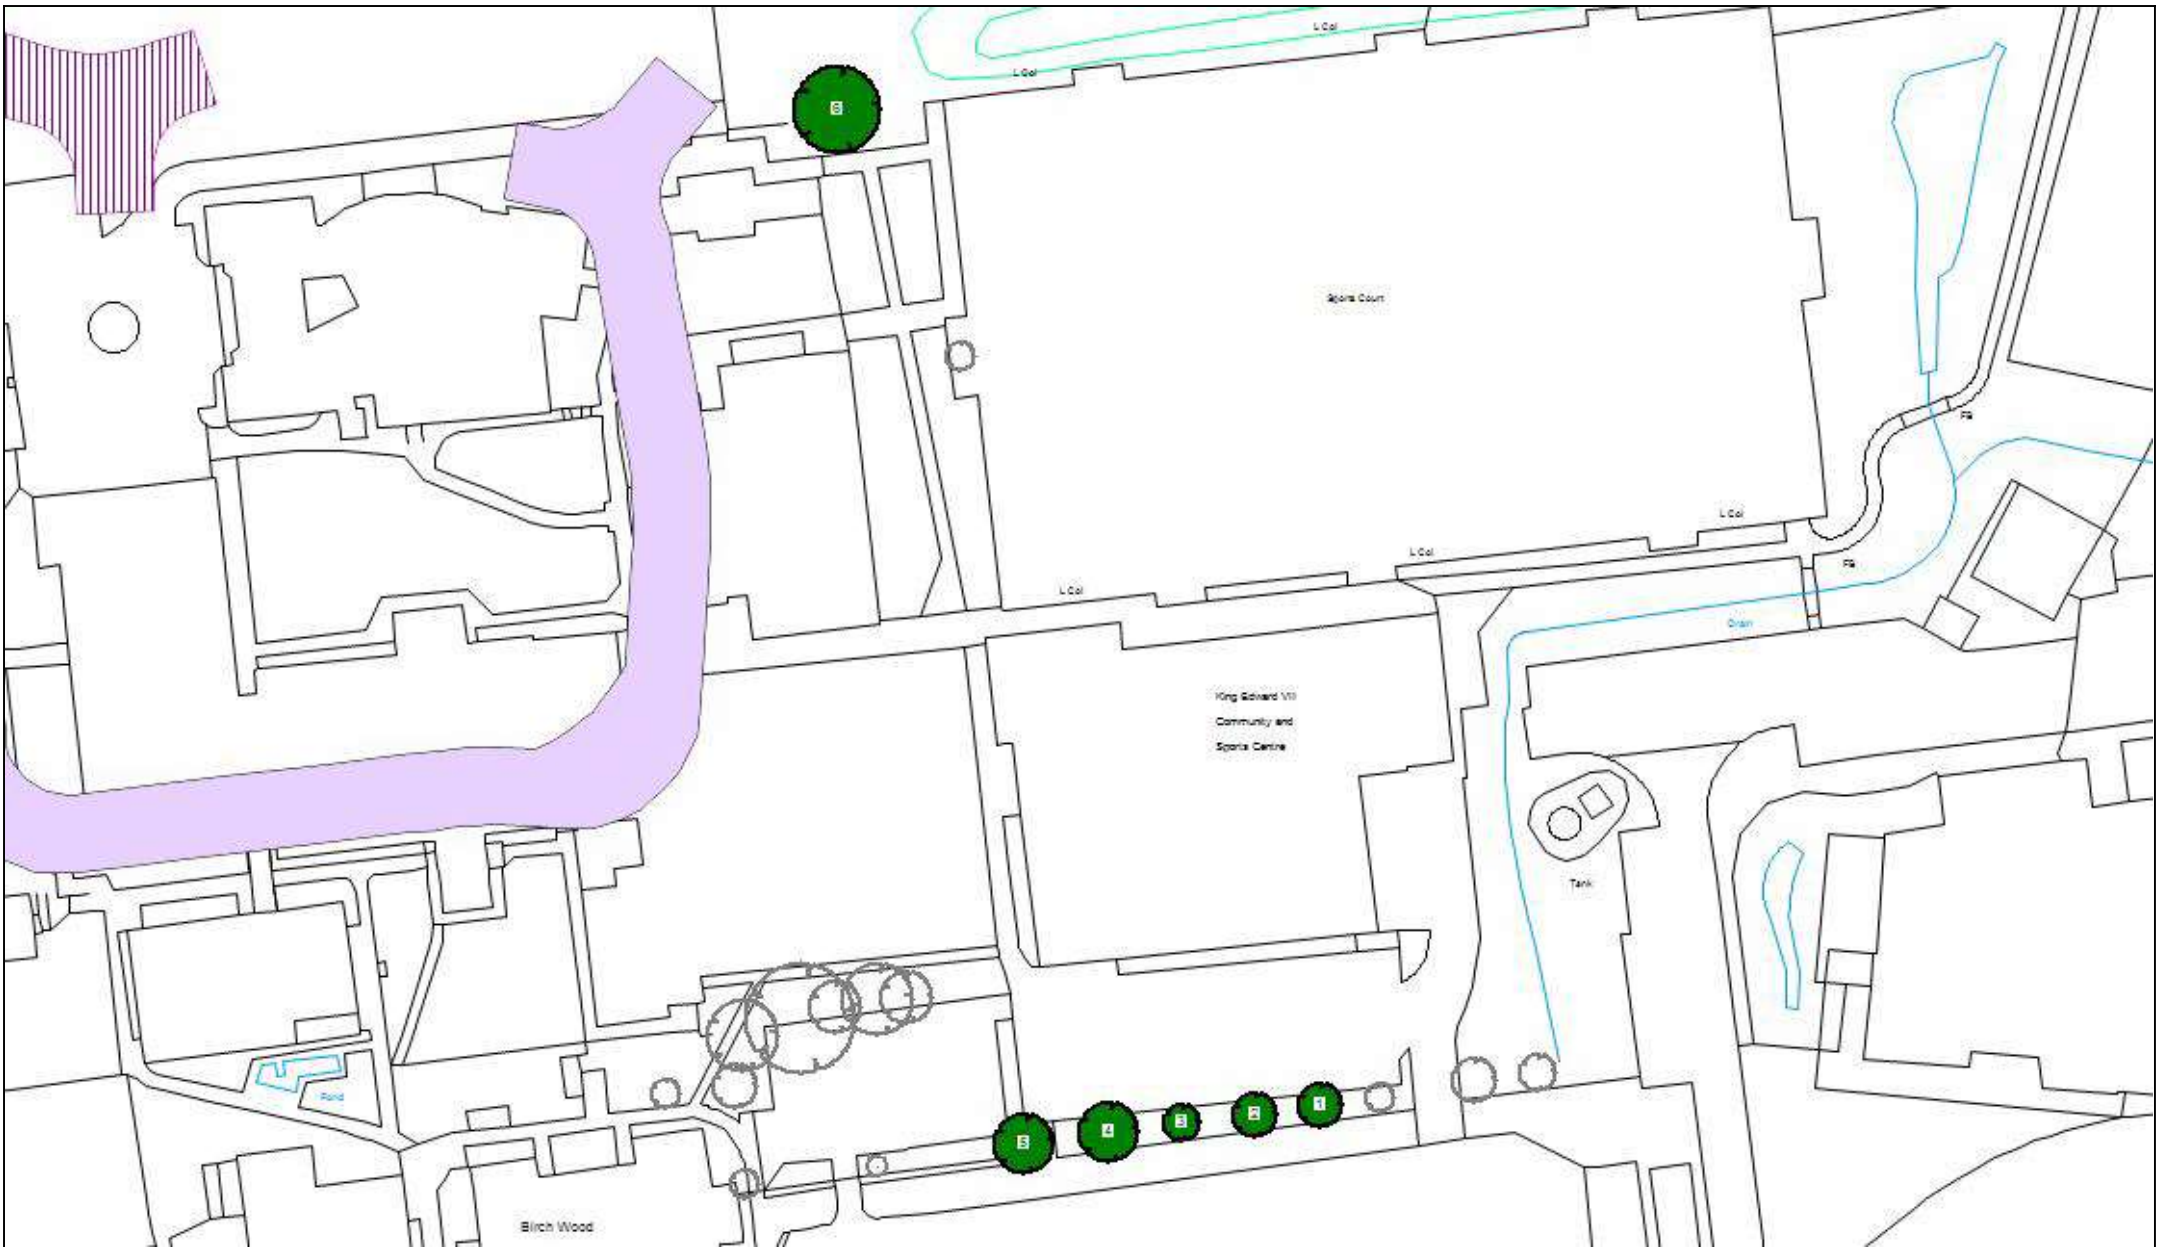 L Col
L Col
6
Sports Court
FB
L Col
L Col
FB
L Col
Drain
King Edward VII
Community and
Sports Centre
Tank
Pond
1
2
3
4
5
Birch Wood